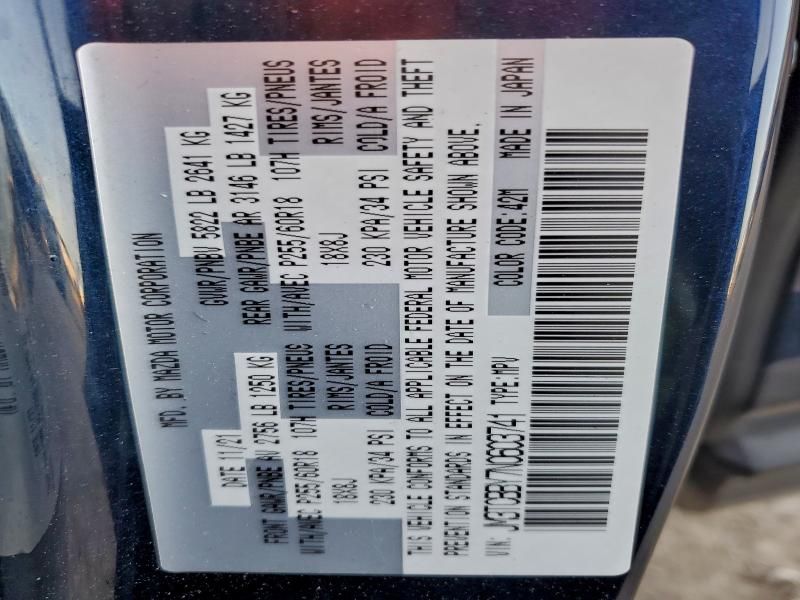 MFD. BY MAZDA MOTOR CORPORATION
DATE 11/21 GVWR/PNBV 5822 LB 2641 KG
FRONT GAWR/PNBE AV 2756 LB 1250 KG REAR GAWR/PNBE AR 3146 LB 1427 KG
WITH/AVEC P255/60R18 107H TIRES/PNEUS WITH/AVEC P255/60R18 107H TIRES/PNEUS
18X8J RIMS/JANTES 18X8J RIMS/JANTES
230 KPA/34 PSI COLD/A FROID 230 KPA/34 PSI COLD/A FROID
THIS VEHICLE CONFORMS TO ALL APPLICABLE FEDERAL MOTOR VEHICLE SAFETY AND THEFT
PREVENTION STANDARDS IN EFFECT ON THE DATE OF MANUFACTURE SHOWN ABOVE.
VIN: JM3TCBBY7N0603741 TYPE:MPV COLOR CODE:42M MADE IN JAPAN